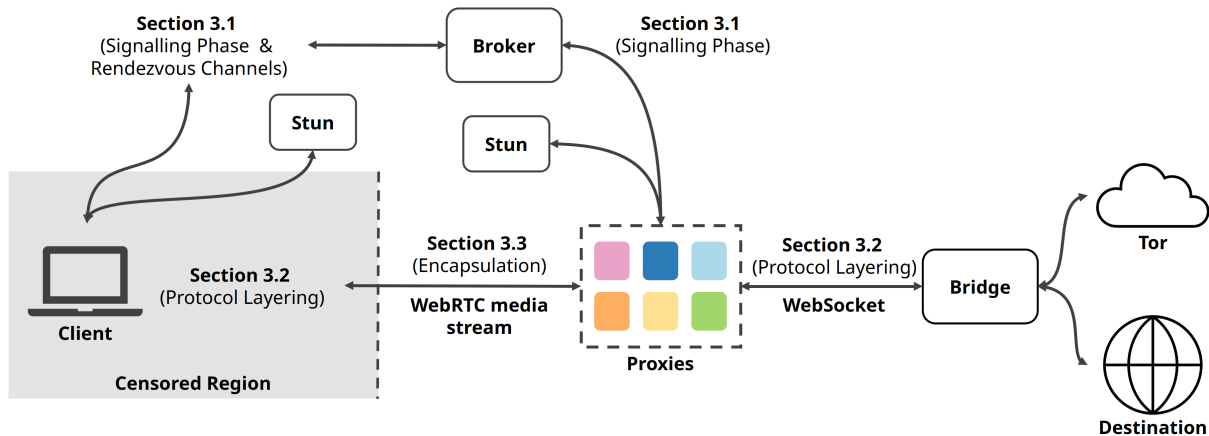 Section 3.1
(Signalling Phase &
Rendezvous Channels)
Broker
Section 3.1
(Signalling Phase)
Stun
Stun
Section 3.2
(Protocol Layering)
Client
Censored Region
Section 3.3
(Encapsulation)
WebRTC media
stream
Proxies
Section 3.2
(Protocol Layering)
WebSocket
Bridge
Tor
Destination